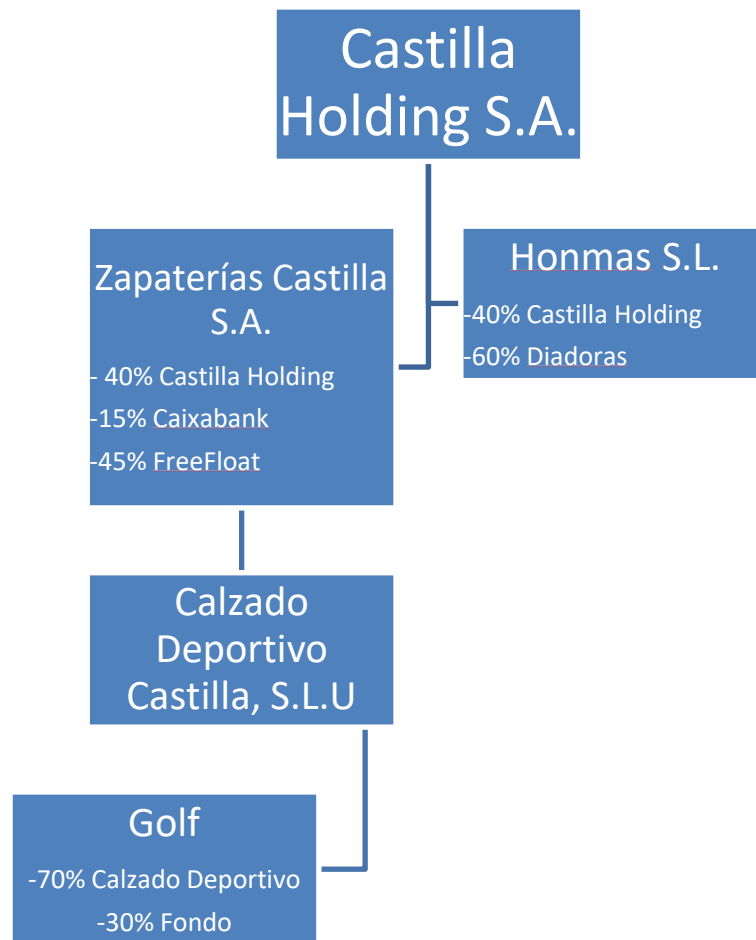 Castilla
Holding S.A.
Zapaterías Castilla
S.A.
- 40% Castilla Holding
-15% Caixabank
-45% FreeFloat
Honmas S.L.
-40% Castilla Holding
-60% Diadoras
Calzado
Deportivo
Castilla, S.L.U
Golf
-70% Calzado Deportivo
-30% Fondo